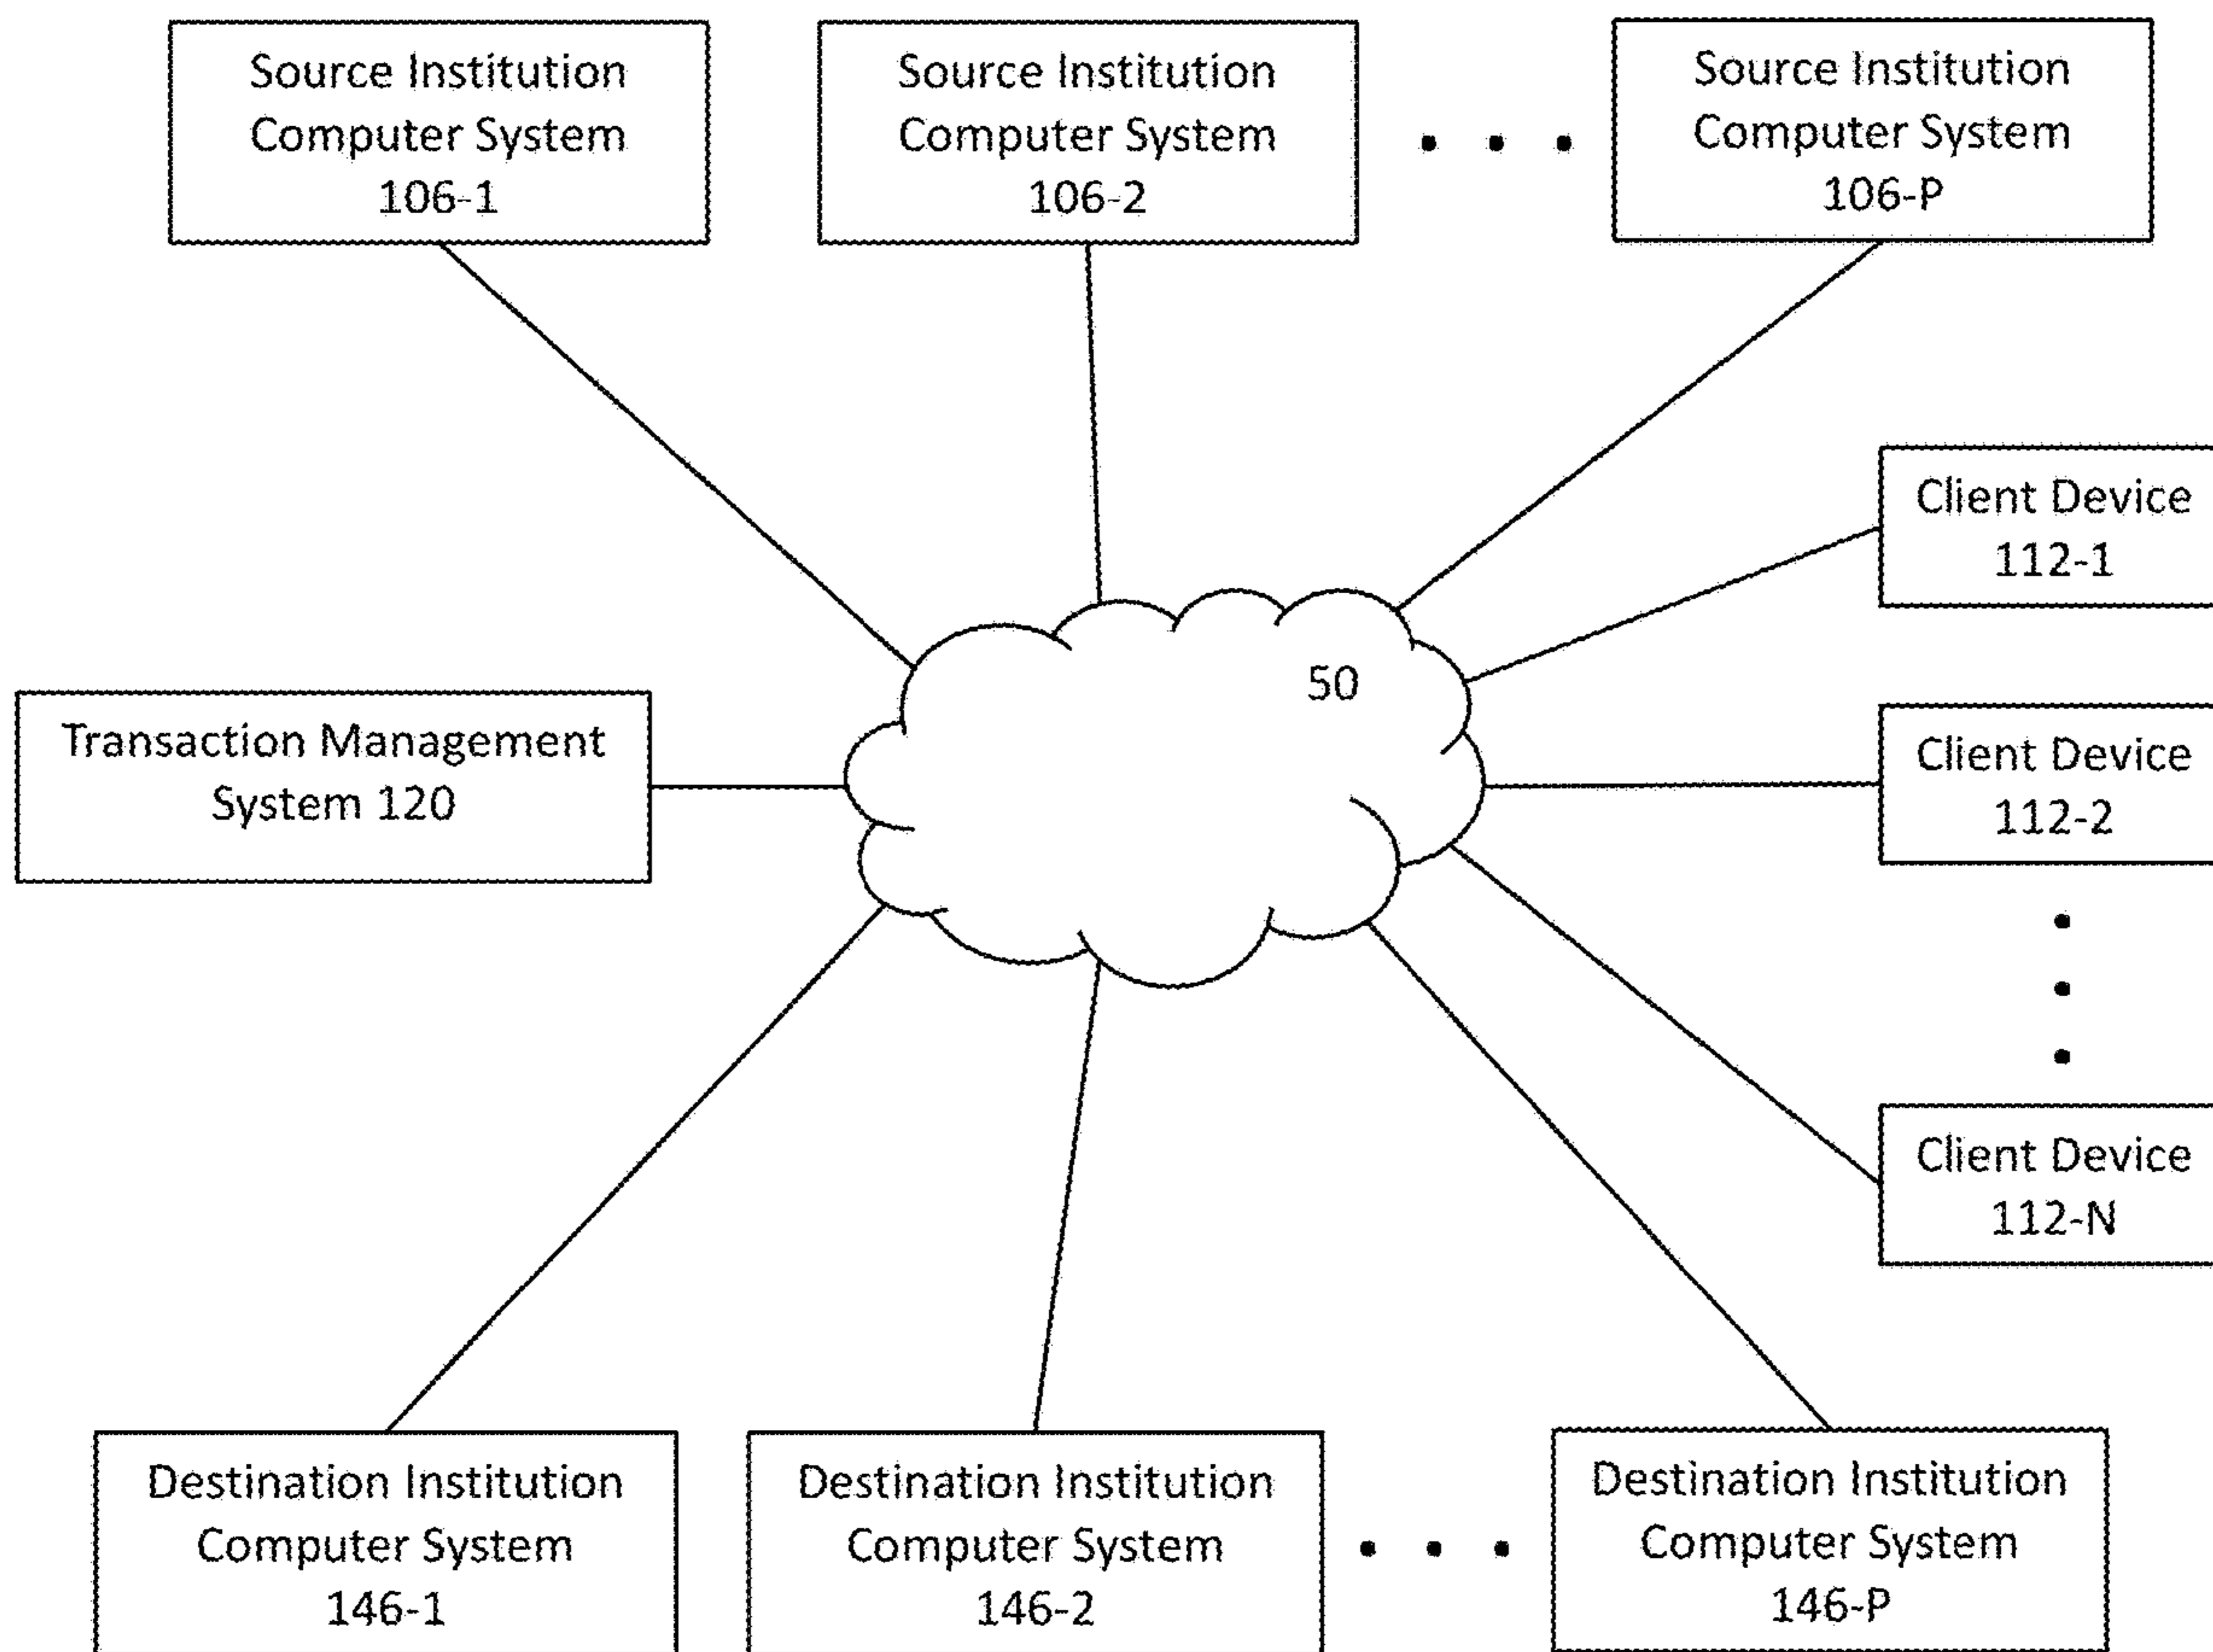 Source Institution
Computer System
106-1
Source Institution
Computer System
106-2
Source Institution
Computer System
106-P
Client Device
112-1
50
Transaction Management
System 120
Client Device
112-2
Client Device
112-N
Destination Institution
Computer System
146-1
Destination Institution
Computer System
146-2
Destination Institution
Computer System
146-P